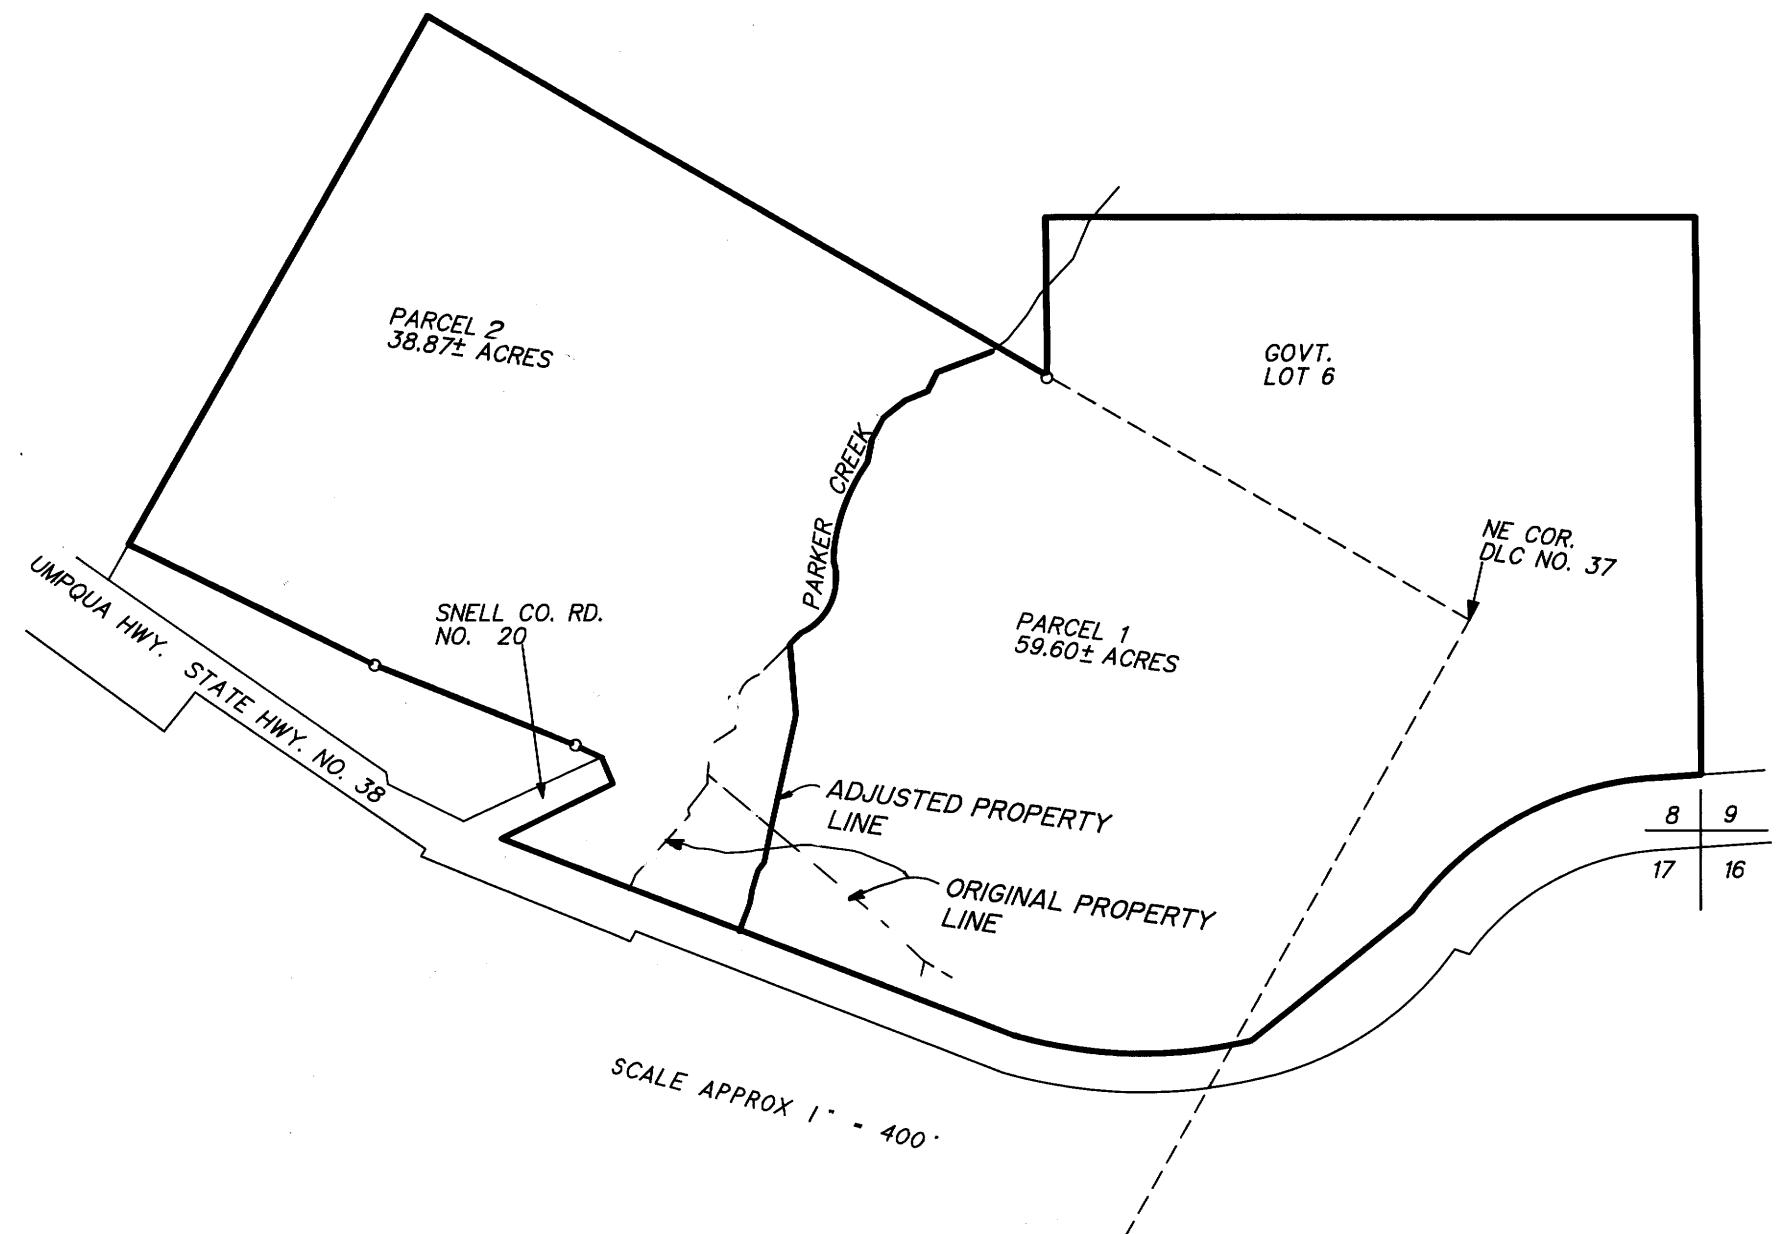 PARCEL 2
38.87± ACRES
GOVT.
LOT 6
PARKER CREEK
NE COR.
DLC NO. 37
UMPQUA HWY. STATE HWY. NO. 38
SNELL CO. RD.
NO. 20
PARCEL 1
59.60± ACRES
ADJUSTED PROPERTY
LINE
ORIGINAL PROPERTY
LINE
8 9
17 16
SCALE APPROX 1" - 400'